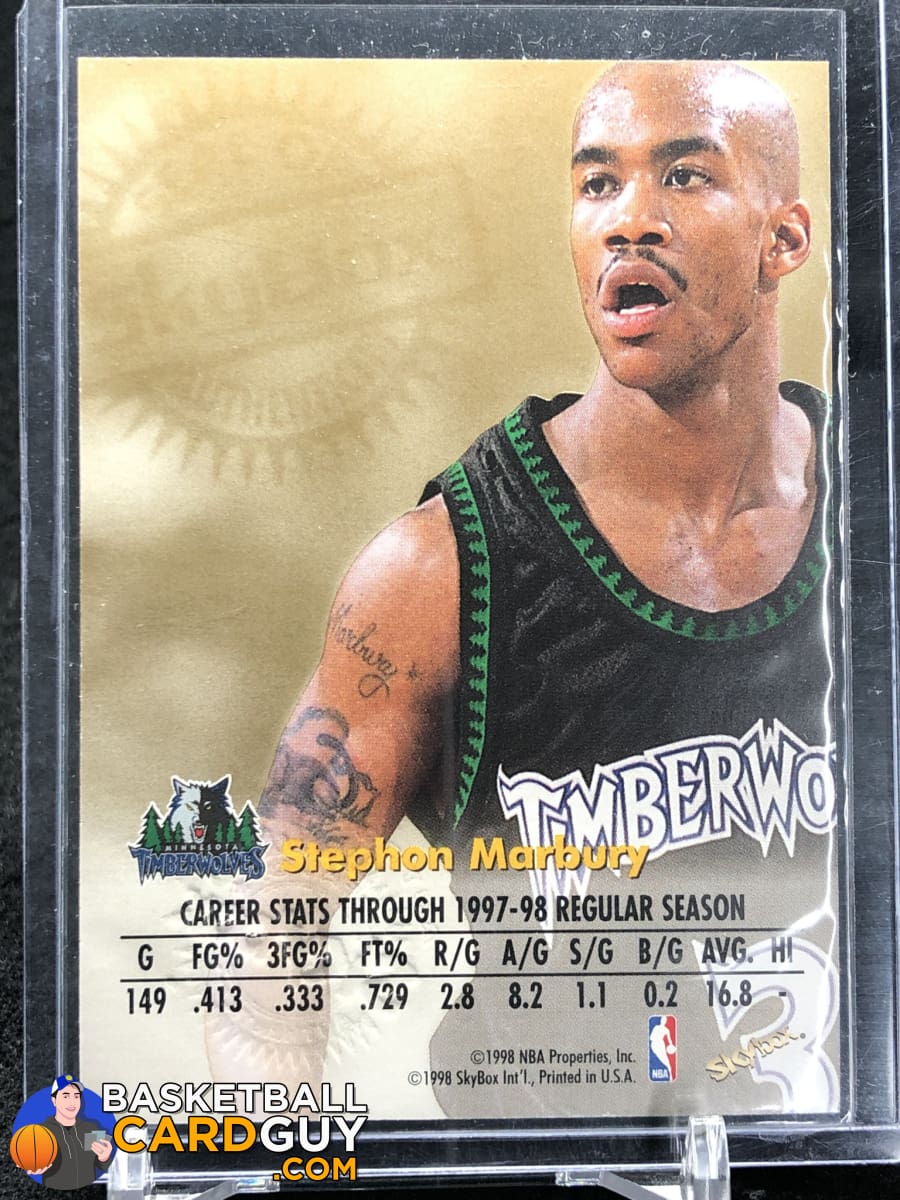 Marbury
TIMBERWO
MINNESOTA
TIMBERWOLVES
Stephon Marbury
CAREER STATS THROUGH 1997-98 REGULAR SEASON
G FG% 3FG% FT% R/G A/G S/G B/G AVG. HI
149 .413 .333 .729 2.8 8.2 1.1 0.2 16.8 -
3
©1998 NBA Properties, Inc.
©1998 SkyBox Int'l., Printed in U.S.A.
NBA
SkyBox®
BASKETBALL
CARDGUY
.COM